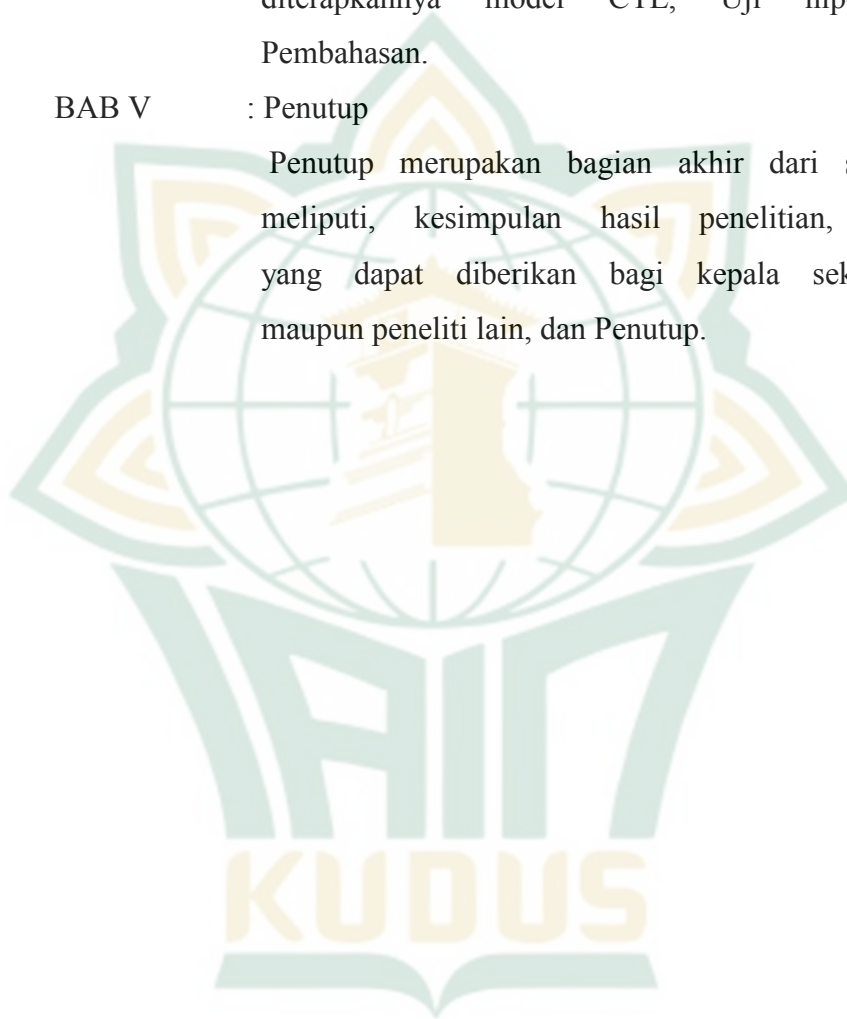 diterapkannya model CTL, Uji
Pembahasan.
BAB V : Penutup
Penutup merupakan bagian akhir dari
meliputi, kesimpulan hasil penelitian,
yang dapat diberikan bagi kepala
maupun peneliti lain, dan Penutup.
IAIN
KUDUS